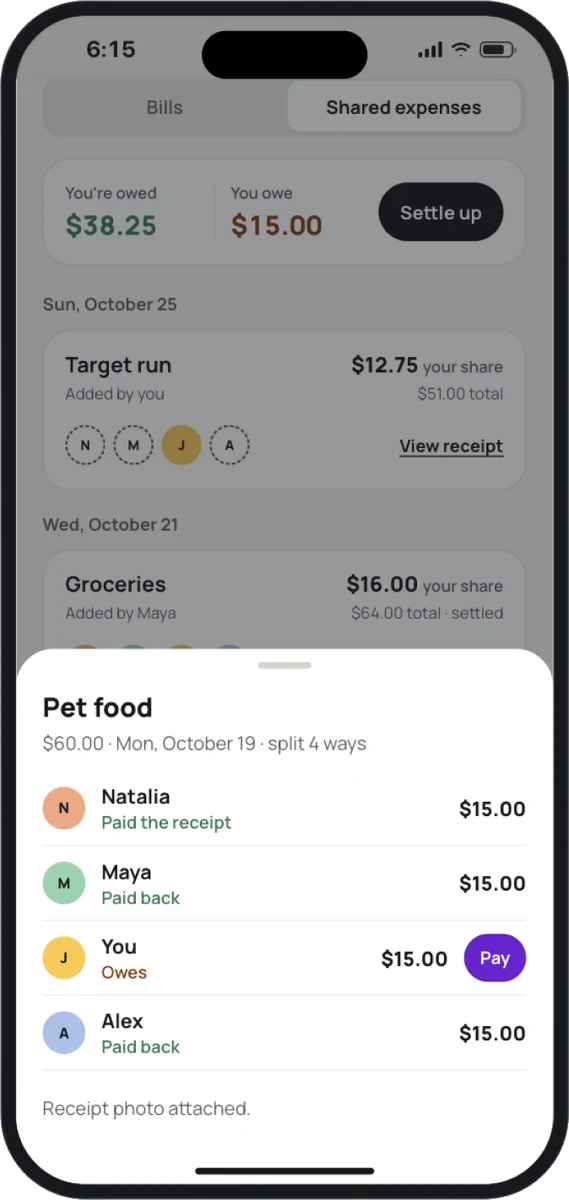 6:15
Bills
Shared expenses
You're owed
You owe
$38.25
$15.00
Settle up
Sun, October 25
Target run
$12.75 your share
Added by you
$51.00 total
N M J A
View receipt
Wed, October 21
Groceries
$16.00 your share
Added by Maya
$64.00 total · settled
Pet food
$60.00 · Mon, October 19 · split 4 ways
N
Natalia
Paid the receipt
$15.00
M
Maya
Paid back
$15.00
J
You
Owes
$15.00
Pay
A
Alex
Paid back
$15.00
Receipt photo attached.